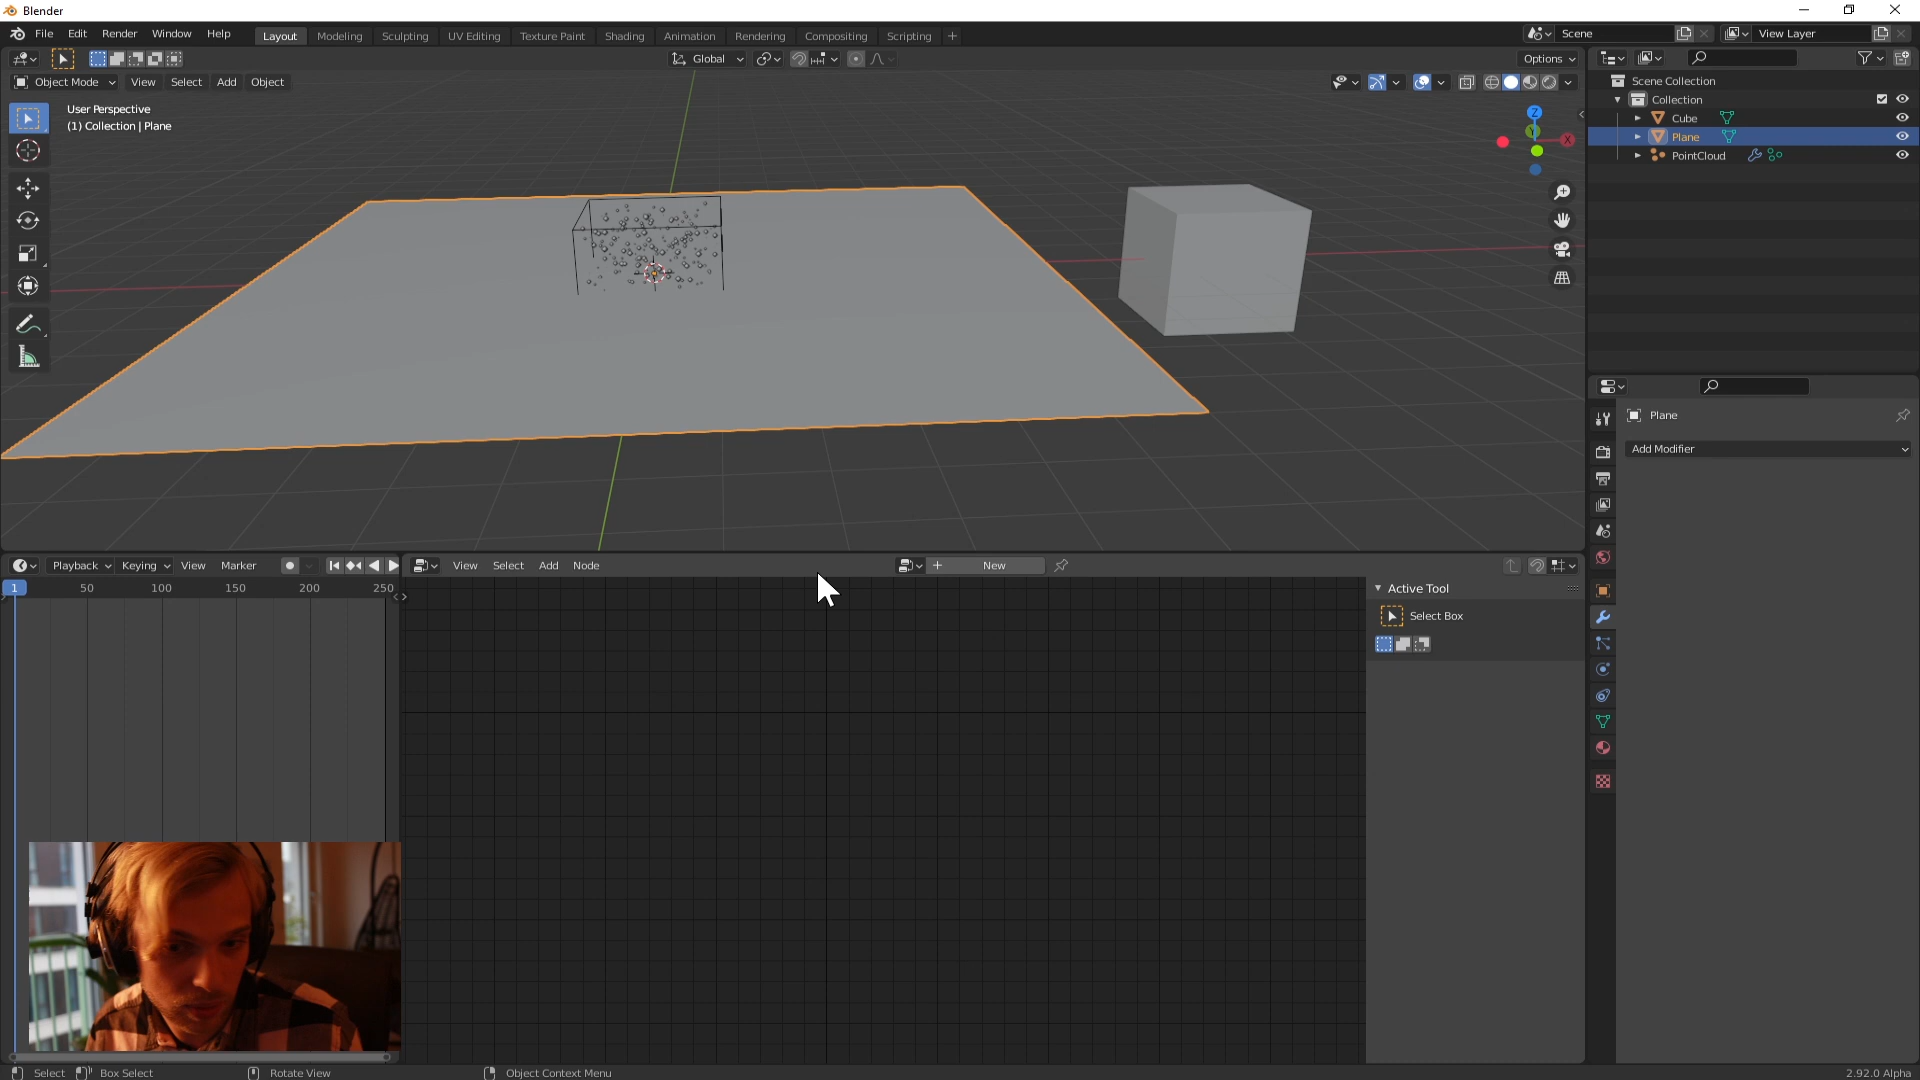 Blender
File Edit Render Window Help Layout Modeling Sculpting UV Editing Texture Paint Shading Animation Rendering Compositing Scripting + Scene View Layer
Global Options
Object Mode View Select Add Object
User Perspective
(1) Collection | Plane
Z
Y
X
Scene Collection
Collection
Cube
Plane
PointCloud
Plane
Add Modifier
Playback Keying View Marker View Select Add Node + New
1 50 100 150 200 250
Active Tool
Select Box
Select Box Select Rotate View Object Context Menu 2.92.0 Alpha